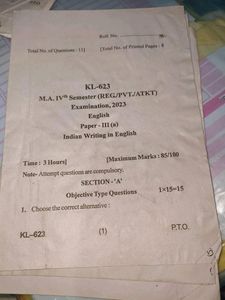 Roll No.
Total No. of Questions : 11] [Total No. of Printed Pages : 8
KL-623
M.A. IVth Semester (REG./PVT./ATKT)
Examination, 2023
English
Paper - III (a)
Indian Writing in English
Time : 3 Hours] [Maximum Marks : 85/100
Note- Attempt questions are compulsory.
SECTION - 'A'
Objective Type Questions 1×15=15
1. Choose the correct alternative :
KL-623 (1) P.T.O.